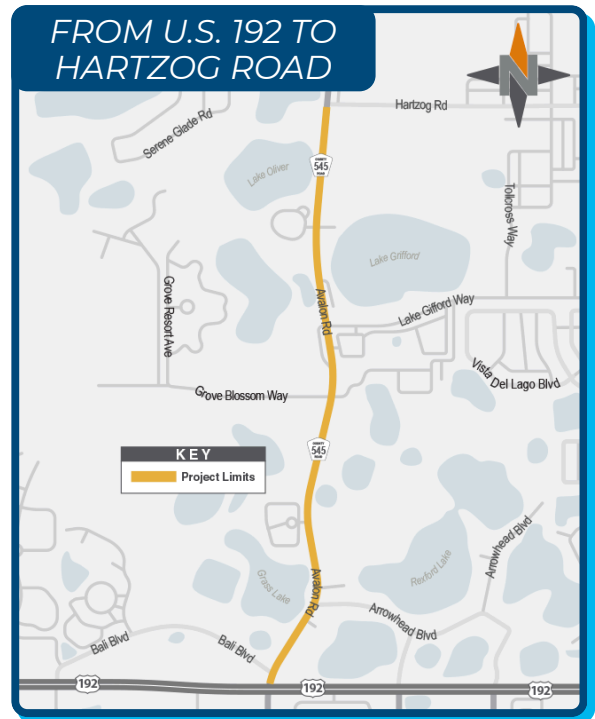 FROM U.S. 192 TO
HARTZOG ROAD
N
Hartzog Rd
Serene Glade Rd
COUNTY
545
ROAD
Lake Oliver
Tollcross Way
Lake Grifford
Grove Resort Ave
Avalon Rd
Lake Gifford Way
Vista
Del Lago Blvd
Grove Blossom Way
COUNTY
545
ROAD
KEY
Project Limits
Arrowhead Blvd
Rexford Lake
Grass Lake
Avalon Rd
Arrowhead Blvd
Bali Blvd
Bali Blvd
192
192
192